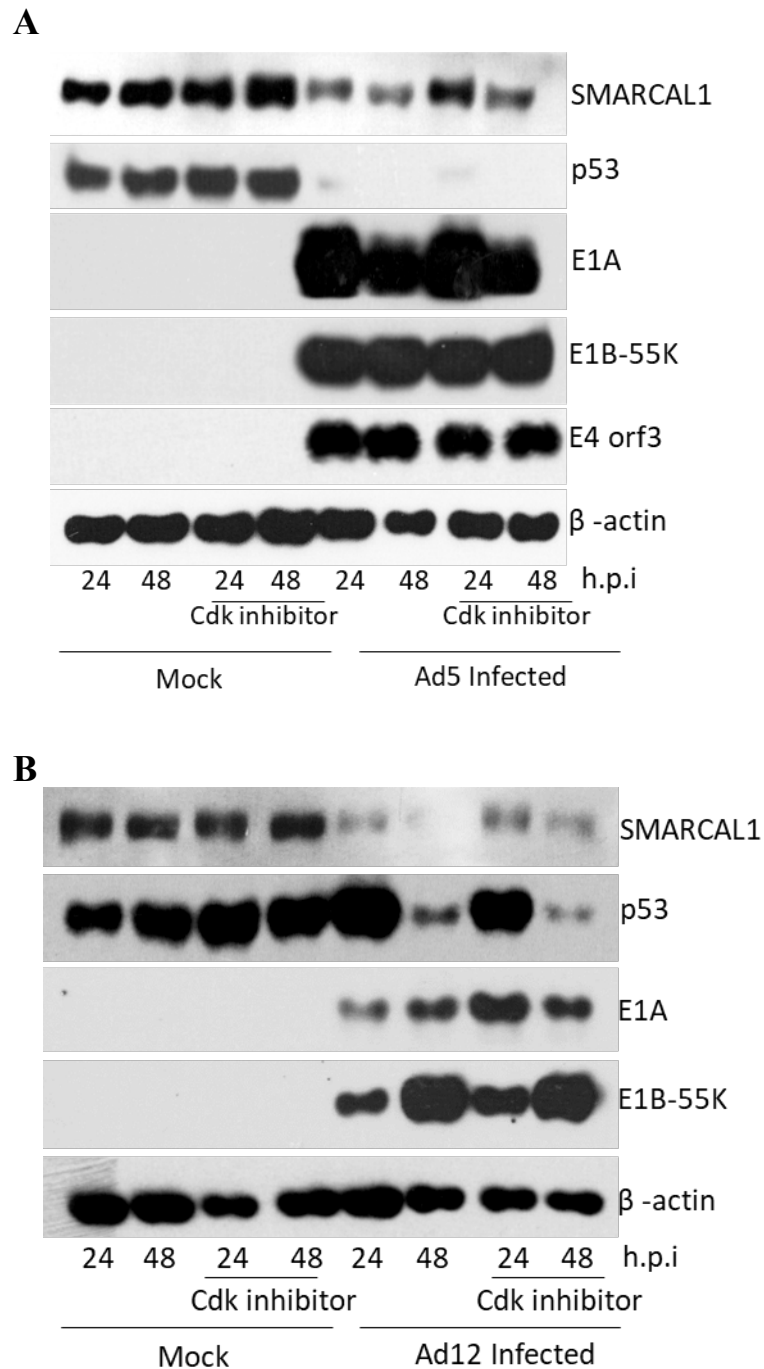 A
SMARCAL1
p53
E1A
E1B-55K
E4 orf3
β -actin
24 48 24 48 24 48 24 48 h.p.i
Cdk inhibitor Cdk inhibitor
Mock Ad5 Infected
B
SMARCAL1
p53
E1A
E1B-55K
β -actin
24 48 24 48 24 48 24 48 h.p.i
Cdk inhibitor Cdk inhibitor
Mock Ad12 Infected